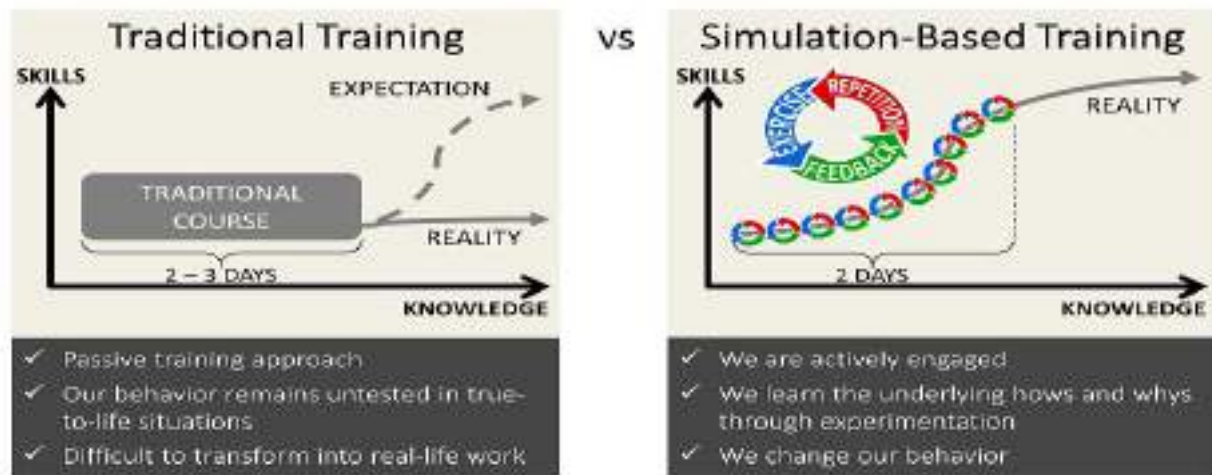 Traditional Training
vs
Simulation-Based Training
SKILLS
EXPECTATION
TRADITIONAL
COURSE
REALITY
2 – 3 DAYS
KNOWLEDGE
✓ Passive training approach
✓ Our behavior remains untested in true-
to-life situations
✓ Difficult to transform into real-life work
SKILLS
EXERCISE
REPETITION
FEEDBACK
REALITY
2 DAYS
KNOWLEDGE
✓ We are actively engaged
✓ We learn the underlying hows and whys
through experimentation
✓ We change our behavior